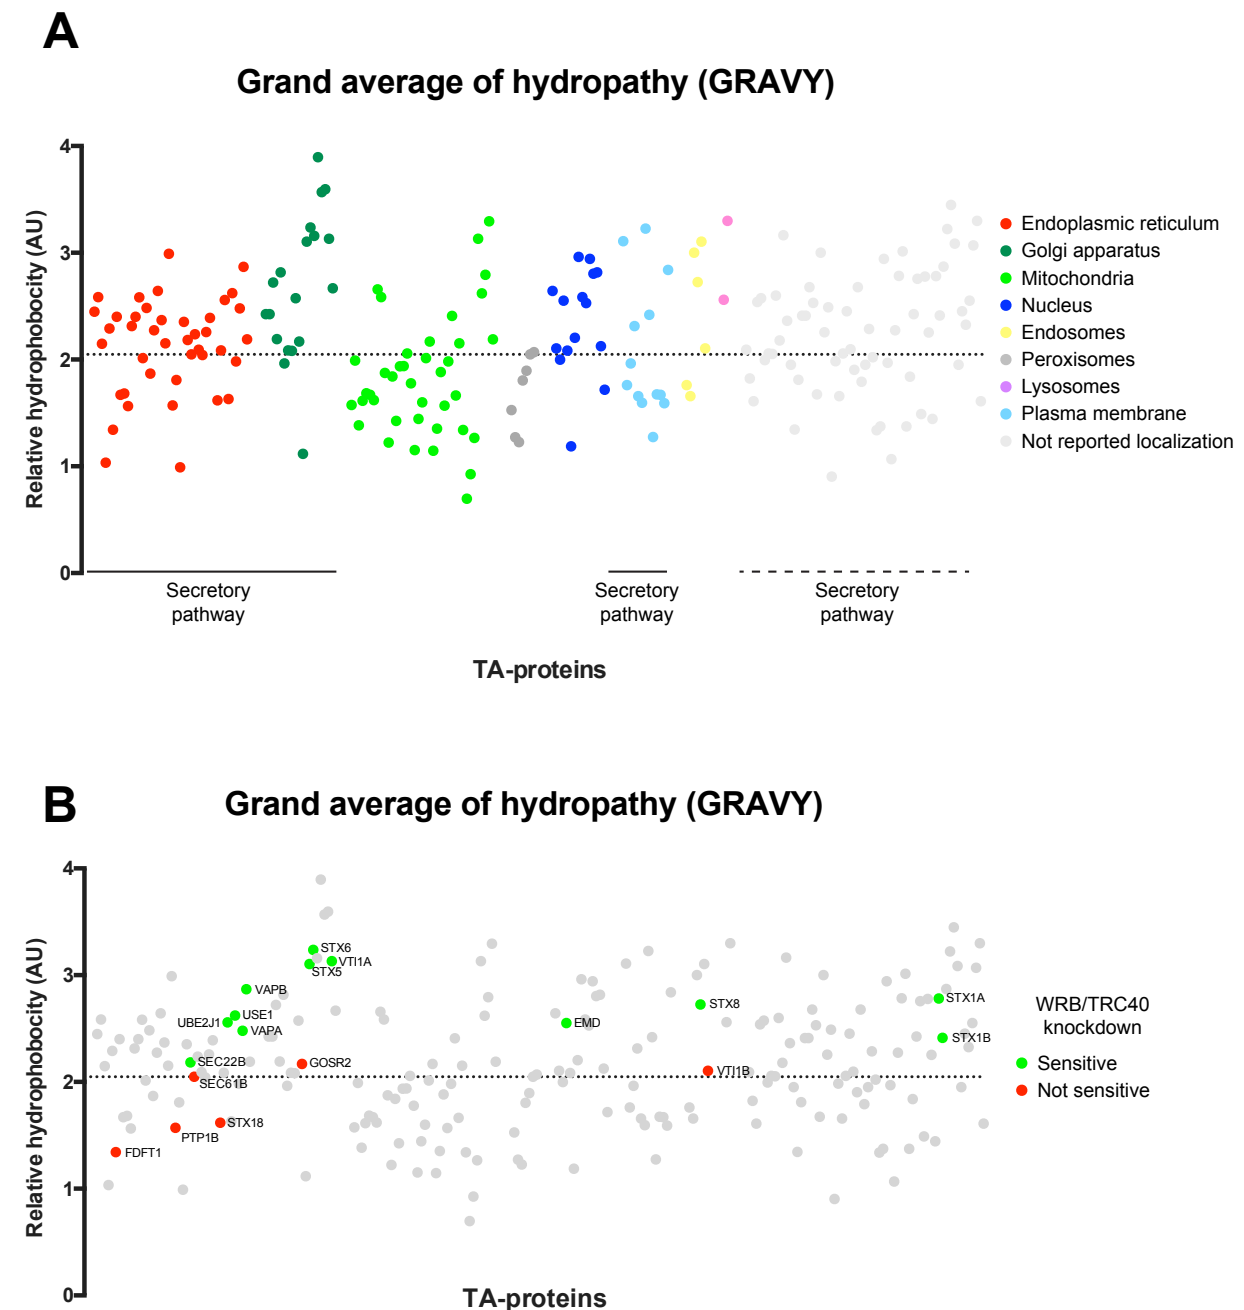 A
Grand average of hydropathy (GRAVY)
4
3
2
1
0
Relative hydrophobocity (AU)
Endoplasmic reticulum
Golgi apparatus
Mitochondria
Nucleus
Endosomes
Peroxisomes
Lysosomes
Plasma membrane
Not reported localization
Secretory
pathway
Secretory
pathway
Secretory
pathway
TA-proteins
B
Grand average of hydropathy (GRAVY)
4
3
2
1
0
Relative hydrophobocity (AU)
STX6
VTI1A
STX5
VAPB
USE1
UBE2J1
VAPA
SEC22B
SEC61B
GOSR2
STX18
PTP1B
FDFT1
EMD
STX8
VTI1B
STX1A
STX1B
WRB/TRC40
knockdown
Sensitive
Not sensitive
TA-proteins